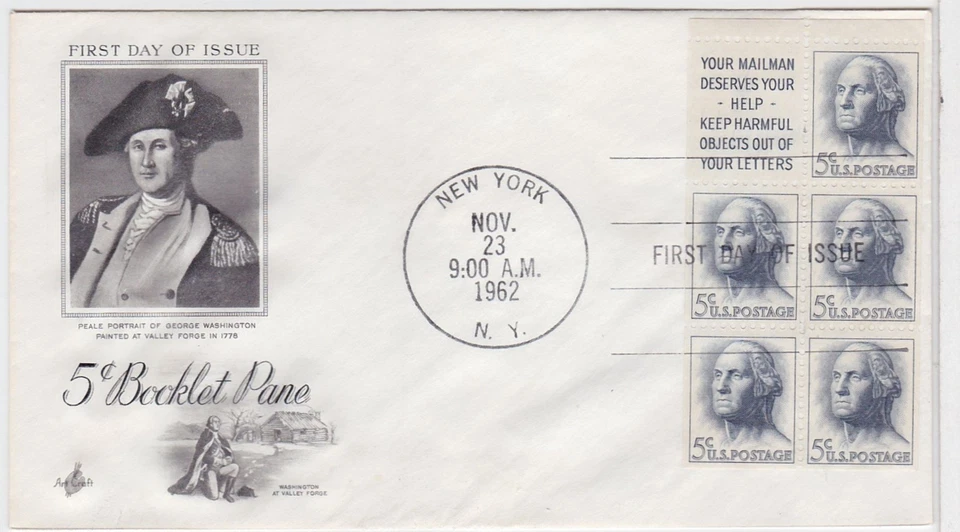 FIRST DAY OF ISSUE
PEALE PORTRAIT OF GEORGE WASHINGTON
PAINTED AT VALLEY FORGE IN 1778
5¢ Booklet Pane
Art Craft
WASHINGTON
AT VALLEY FORGE
NEW YORK
NOV.
23
9:00 A.M.
1962
N. Y.
YOUR MAILMAN
DESERVES YOUR
- HELP -
KEEP HARMFUL
OBJECTS OUT OF
YOUR LETTERS
5c
U.S. POSTAGE
FIRST DAY OF ISSUE
5c
U.S. POSTAGE
5c
U.S. POSTAGE
5c
U.S. POSTAGE
5c
U.S. POSTAGE